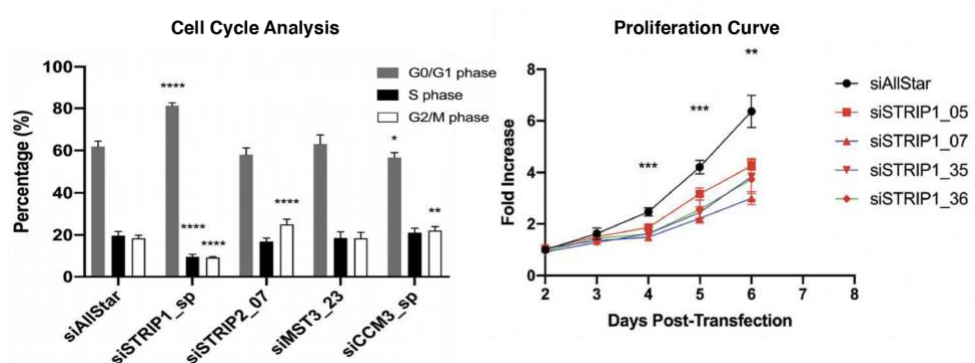 Cell Cycle Analysis
Percentage (%)
100
80
60
40
20
0
G0/G1 phase
S phase
G2/M phase
****
****
****
****
*
**
siAllStar
siSTRIP1_sp
siSTRIP2_07
siMST3_23
siCCM3_sp
Proliferation Curve
Fold Increase
8
6
4
2
0
***
***
**
2
3
4
5
6
7
8
Days Post-Transfection
siAllStar
siSTRIP1_05
siSTRIP1_07
siSTRIP1_35
siSTRIP1_36